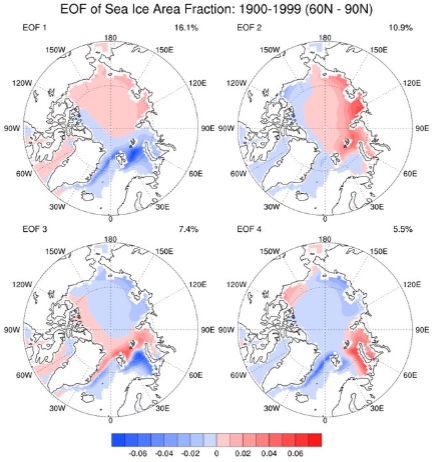 EOF of Sea Ice Area Fraction: 1900-1999 (60N - 90N)
EOF 1 16.1% EOF 2 10.9%
180 180
150W 150E 150W 150E
120W 120E 120W 120E
90W 90E 90W 90E
60W 60E 60W 60E
30W 30E 30W 30E
0 0
EOF 3 7.4% EOF 4 5.5%
180 180
150W 150E 150W 150E
120W 120E 120W 120E
90W 90E 90W 90E
60W 60E 60W 60E
30W 30E 30W 30E
0 0
-0.06 -0.04 -0.02 0 0.02 0.04 0.06